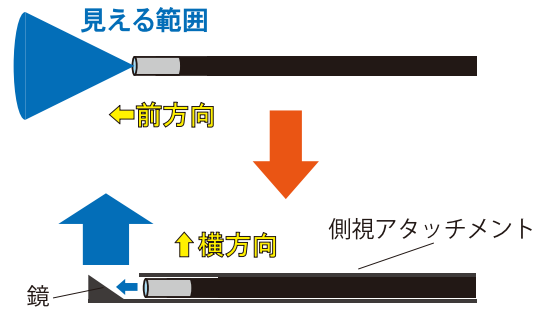 見える範囲
前方向
横方向
側視アタッチメント
鏡